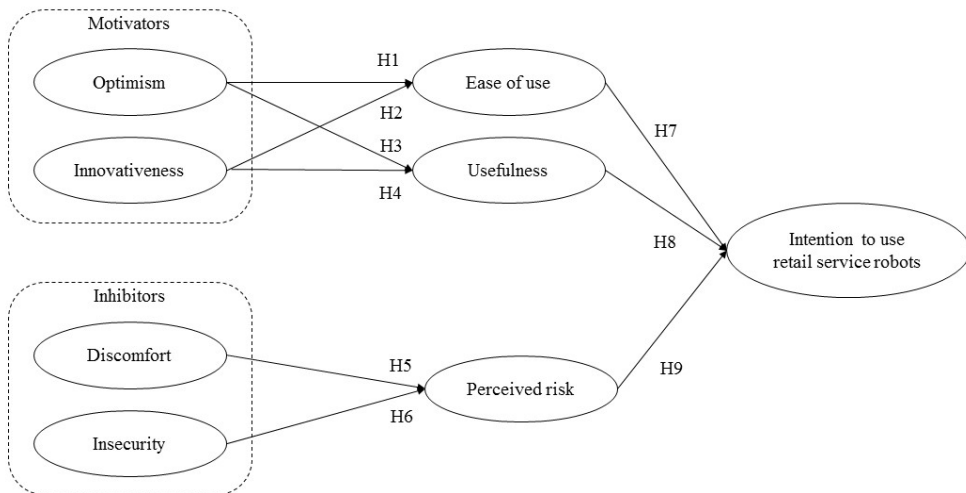 Motivators
Optimism
H1
Ease of use
H2
H7
H3
Innovativeness
Usefulness
H4
H8
Intention to use
retail service robots
Inhibitors
Discomfort
H5
H9
Perceived risk
H6
Insecurity